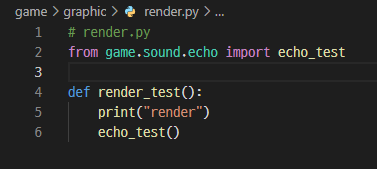 game > graphic > render.py > ...
1 # render.py
2 from game.sound.echo import echo_test
3
4 def render_test():
5     print("render")
6     echo_test()